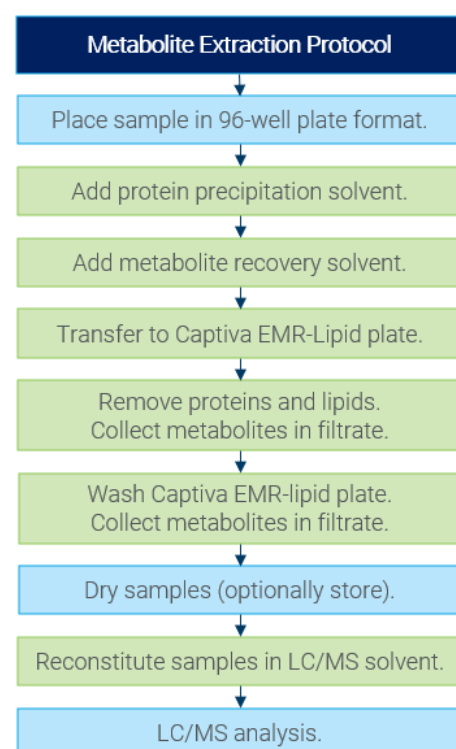 Metabolite Extraction Protocol
Place sample in 96-well plate format.
Add protein precipitation solvent.
Add metabolite recovery solvent.
Transfer to Captiva EMR-Lipid plate.
Remove proteins and lipids.
Collect metabolites in filtrate.
Wash Captiva EMR-lipid plate.
Collect metabolites in filtrate.
Dry samples (optionally store).
Reconstitute samples in LC/MS solvent.
LC/MS analysis.